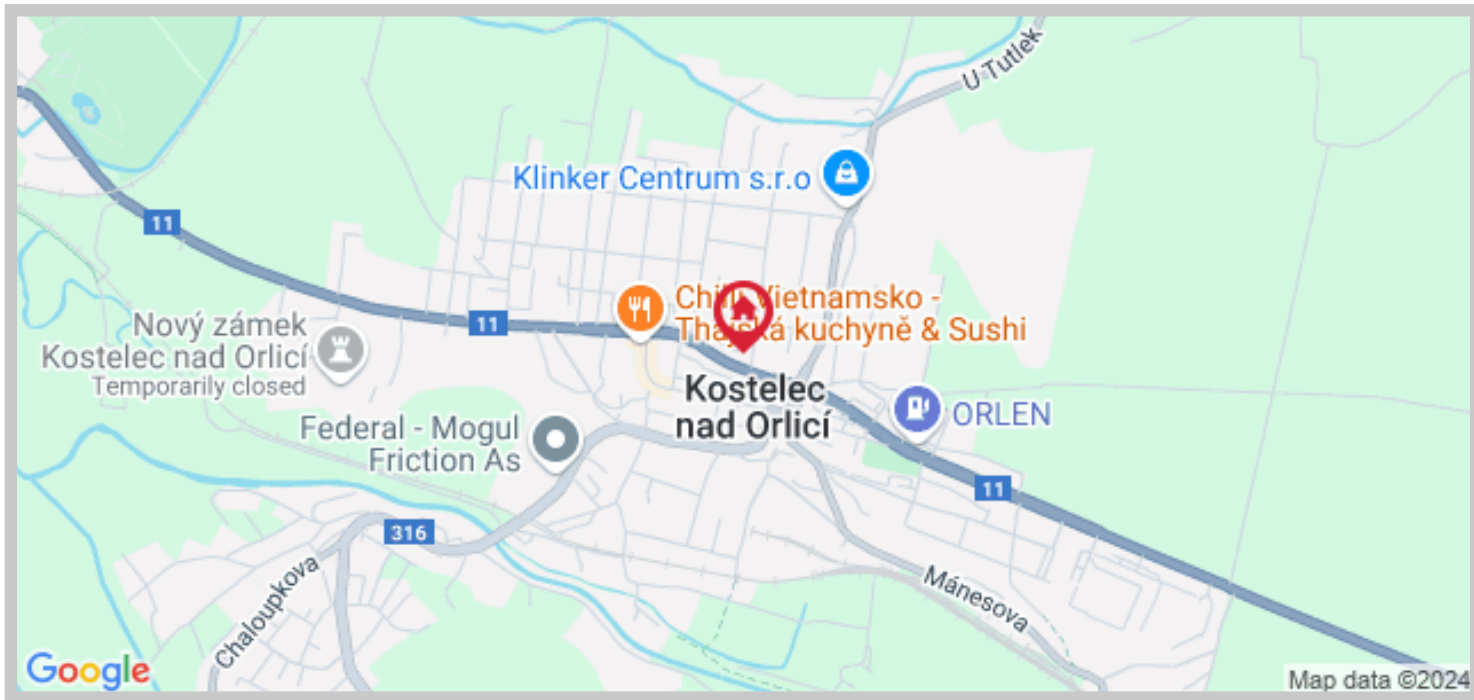 U Tutlek
Klinker Centrum s.r.o
11
Nový zámek
Kostelec nad Orlicí
Temporarily closed
11
Chilli Vietnamsko -
Thajská kuchyně & Sushi
Kostelec
nad Orlicí
ORLEN
Federal - Mogul
Friction As
11
316
Chaloupkova
Mánesova
Google
Map data ©2024